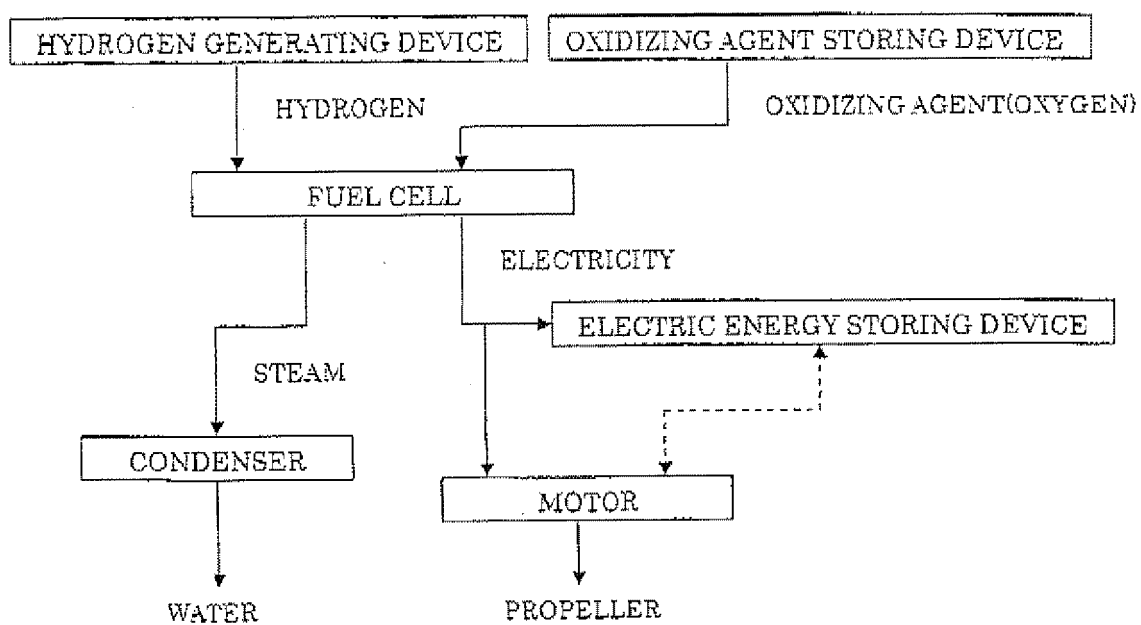 HYDROGEN GENERATING DEVICE
OXIDIZING AGENT STORING DEVICE
HYDROGEN
OXIDIZING AGENT(OXYGEN)
FUEL CELL
ELECTRICITY
ELECTRIC ENERGY STORING DEVICE
STEAM
CONDENSER
MOTOR
WATER
PROPELLER